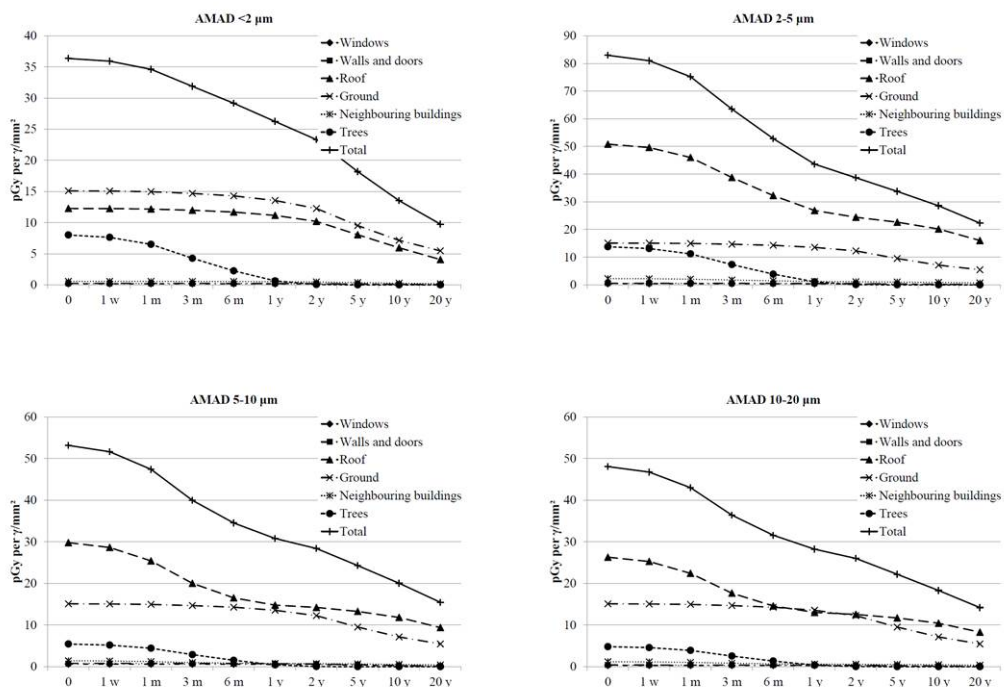 AMAD <2 µm
40
35
30
25
20
15
10
5
0
pGy per γ/mm²
Windows
Walls and doors
Roof
Ground
Neighbouring buildings
Trees
Total
0 1 w 1 m 3 m 6 m 1 y 2 y 5 y 10 y 20 y
AMAD 2-5 µm
90
80
70
60
50
40
30
20
10
0
pGy per γ/mm²
Windows
Walls and doors
Roof
Ground
Neighbouring buildings
Trees
Total
0 1 w 1 m 3 m 6 m 1 y 2 y 5 y 10 y 20 y
AMAD 5-10 µm
60
50
40
30
20
10
0
pGy per γ/mm²
Windows
Walls and doors
Roof
Ground
Neighbouring buildings
Trees
Total
0 1 w 1 m 3 m 6 m 1 y 2 y 5 y 10 y 20 y
AMAD 10-20 µm
60
50
40
30
20
10
0
pGy per γ/mm²
Windows
Walls and doors
Roof
Ground
Neighbouring buildings
Trees
Total
0 1 w 1 m 3 m 6 m 1 y 2 y 5 y 10 y 20 y